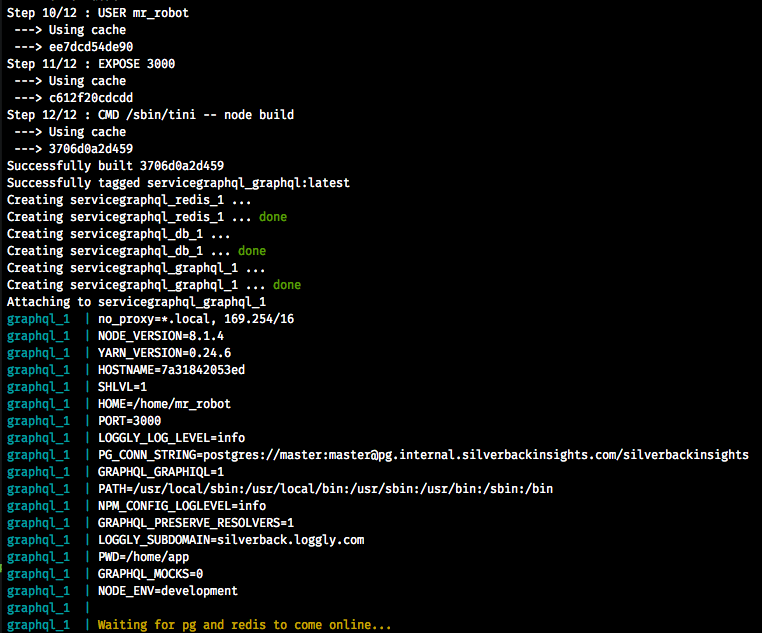 Step 10/12 : USER mr_robot
---> Using cache
---> ee7dcd54de90
Step 11/12 : EXPOSE 3000
---> Using cache
---> c612f20cdcdd
Step 12/12 : CMD /sbin/tini -- node build
---> Using cache
---> 3706d0a2d459
Successfully built 3706d0a2d459
Successfully tagged servicegraphql_graphql:latest
Creating servicegraphql_redis_1 ...
Creating servicegraphql_redis_1 ... done
Creating servicegraphql_db_1 ...
Creating servicegraphql_db_1 ... done
Creating servicegraphql_graphql_1 ...
Creating servicegraphql_graphql_1 ... done
Attaching to servicegraphql_graphql_1
graphql_1 | no_proxy=*.local, 169.254/16
graphql_1 | NODE_VERSION=8.1.4
graphql_1 | YARN_VERSION=0.24.6
graphql_1 | HOSTNAME=7a31842053ed
graphql_1 | SHLVL=1
graphql_1 | HOME=/home/mr_robot
graphql_1 | PORT=3000
graphql_1 | LOGGLY_LOG_LEVEL=info
graphql_1 | PG_CONN_STRING=postgres://master:master@pg.internal.silverbackinsights.com/silverbackinsights
graphql_1 | GRAPHQL_GRAPHIQL=1
graphql_1 | PATH=/usr/local/sbin:/usr/local/bin:/usr/sbin:/usr/bin:/sbin:/bin
graphql_1 | NPM_CONFIG_LOGLEVEL=info
graphql_1 | GRAPHQL_PRESERVE_RESOLVERS=1
graphql_1 | LOGGLY_SUBDOMAIN=silverback.loggly.com
graphql_1 | PWD=/home/app
graphql_1 | GRAPHQL_MOCKS=0
graphql_1 | NODE_ENV=development
graphql_1 |
graphql_1 | Waiting for pg and redis to come online...